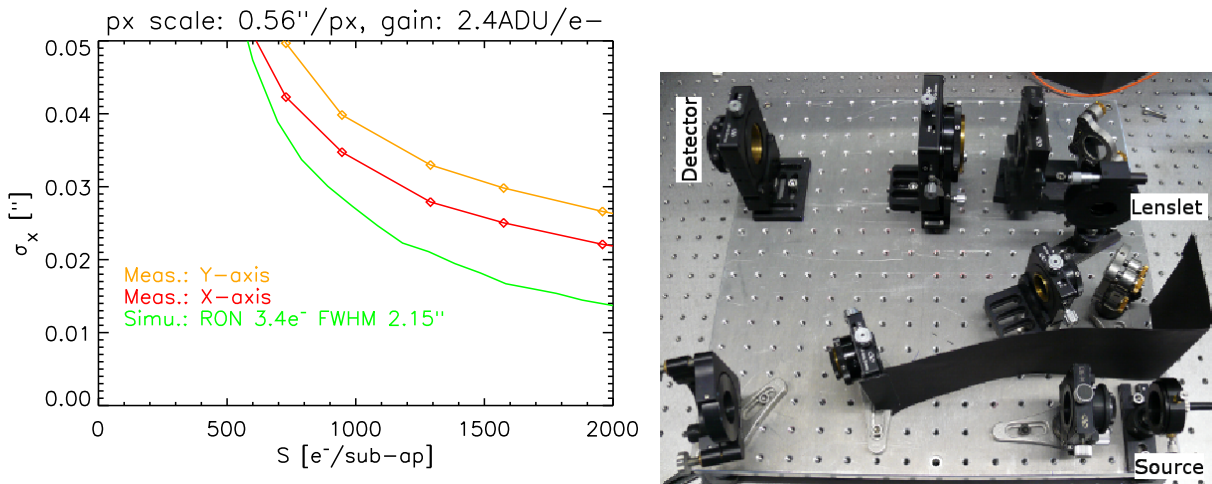 px scale: 0.56''/px, gain: 2.4ADU/e−
0.05
0.04
0.03
0.02
0.01
0.00
σx ['']
Meas.: Y−axis
Meas.: X−axis
Simu.: RON 3.4e⁻ FWHM 2.15''
0 500 1000 1500 2000
S [e⁻/sub−ap]
Detector
Lenslet
Source